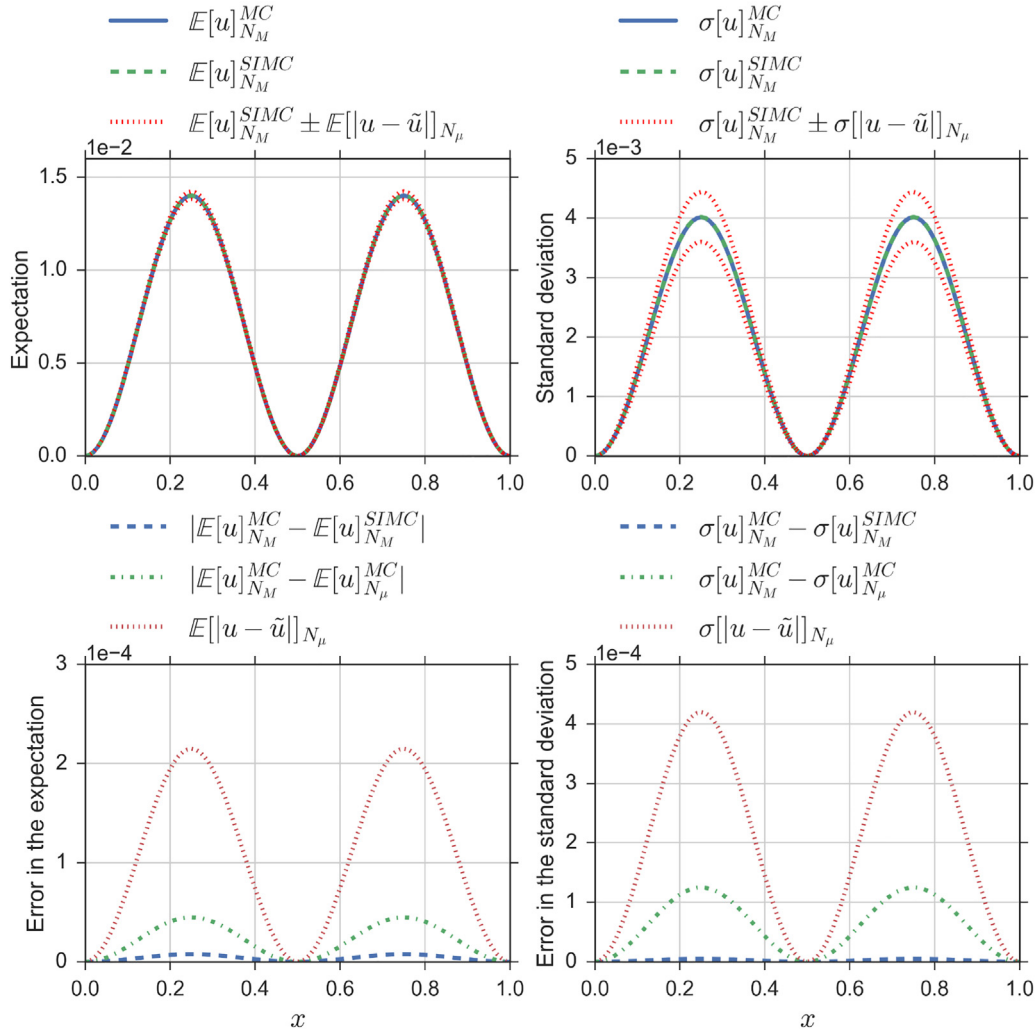 𝔼[u]_{N_M}^{MC}
𝔼[u]_{N_M}^{SIMC}
𝔼[u]_{N_M}^{SIMC} ± 𝔼[|u − ũ|]_{N_μ}
1e−2
1.5
1.0
0.5
0.0
Expectation
0.0 0.2 0.4 0.6 0.8 1.0
σ[u]_{N_M}^{MC}
σ[u]_{N_M}^{SIMC}
σ[u]_{N_M}^{SIMC} ± σ[|u − ũ|]_{N_μ}
1e−3
5
4
3
2
1
0
Standard deviation
0.0 0.2 0.4 0.6 0.8 1.0
|𝔼[u]_{N_M}^{MC} − 𝔼[u]_{N_M}^{SIMC}|
|𝔼[u]_{N_M}^{MC} − 𝔼[u]_{N_μ}^{MC}|
𝔼[|u − ũ|]_{N_μ}
1e−4
3
2
1
0
Error in the expectation
0.0 0.2 0.4 0.6 0.8 1.0
x
σ[u]_{N_M}^{MC} − σ[u]_{N_M}^{SIMC}
σ[u]_{N_M}^{MC} − σ[u]_{N_μ}^{MC}
σ[|u − ũ|]_{N_μ}
1e−4
5
4
3
2
1
0
Error in the standard deviation
0.0 0.2 0.4 0.6 0.8 1.0
x